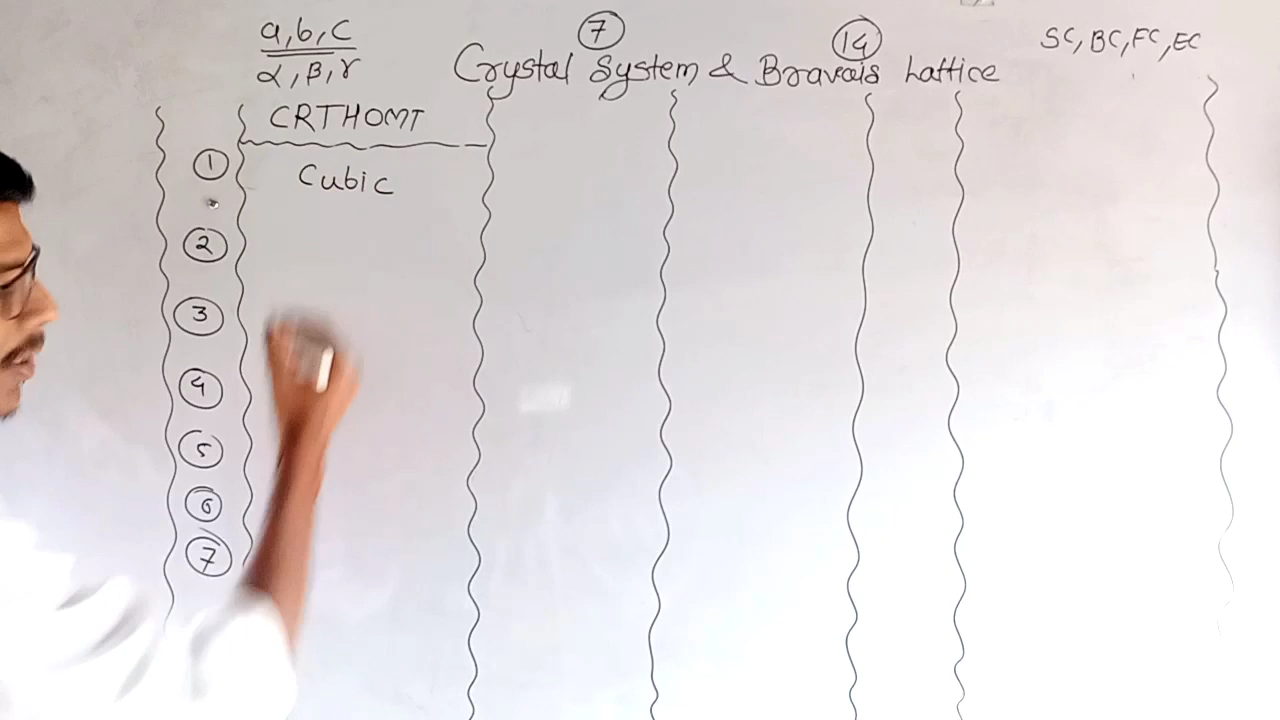 a, b, c
α, β, γ
7
14
Crystal System & Bravais Lattice
SC, BC, FC, EC
CRTHOMT
1
Cubic
2
3
4
5
6
7